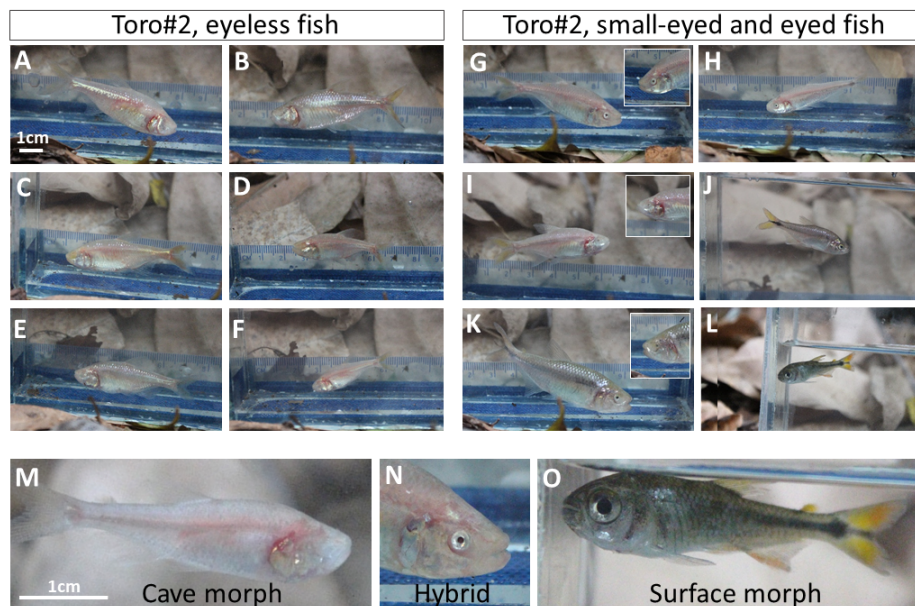 Toro#2, eyeless fish
Toro#2, small-eyed and eyed fish
A
B
1cm
G
H
C
D
I
J
E
F
K
L
M
1cm
Cave morph
N
Hybrid
O
Surface morph